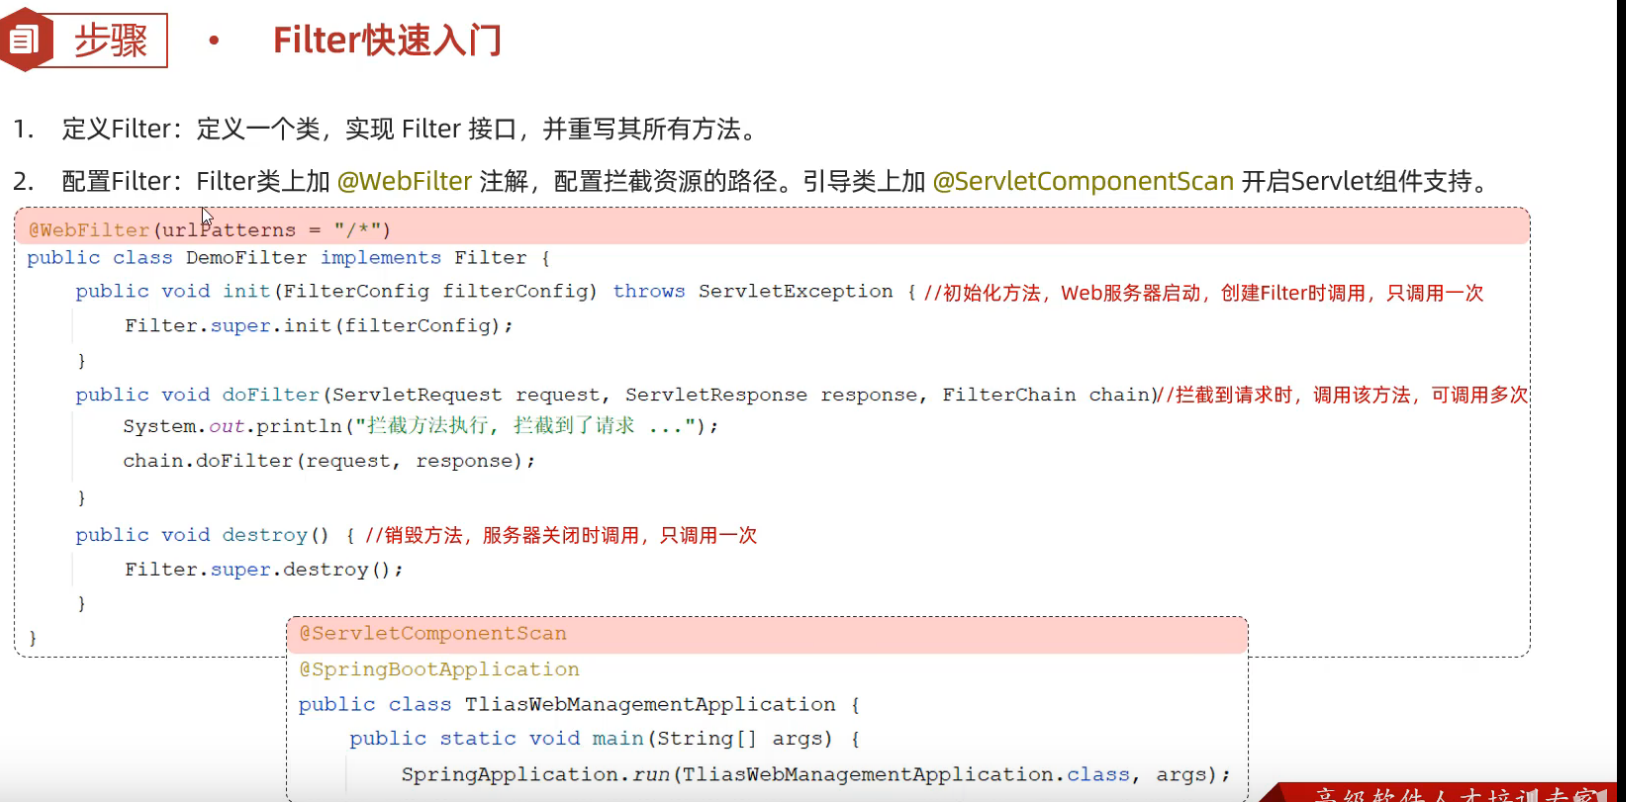 步骤 • Filter快速入门
1. 定义Filter：定义一个类，实现 Filter 接口，并重写其所有方法。
2. 配置Filter：Filter类上加 @WebFilter 注解，配置拦截资源的路径。引导类上加 @ServletComponentScan 开启Servlet组件支持。
@WebFilter(urlPatterns = "/*")
public class DemoFilter implements Filter {
public void init(FilterConfig filterConfig) throws ServletException { //初始化方法，Web服务器启动，创建Filter时调用，只调用一次
Filter.super.init(filterConfig);
}
public void doFilter(ServletRequest request, ServletResponse response, FilterChain chain)//拦截到请求时，调用该方法，可调用多次
System.out.println("拦截方法执行, 拦截到了请求 ...");
chain.doFilter(request, response);
}
public void destroy() { //销毁方法，服务器关闭时调用，只调用一次
Filter.super.destroy();
}
}
@ServletComponentScan
@SpringBootApplication
public class TliasWebManagementApplication {
public static void main(String[] args) {
SpringApplication.run(TliasWebManagementApplication.class, args);
高级软件人才培训专家